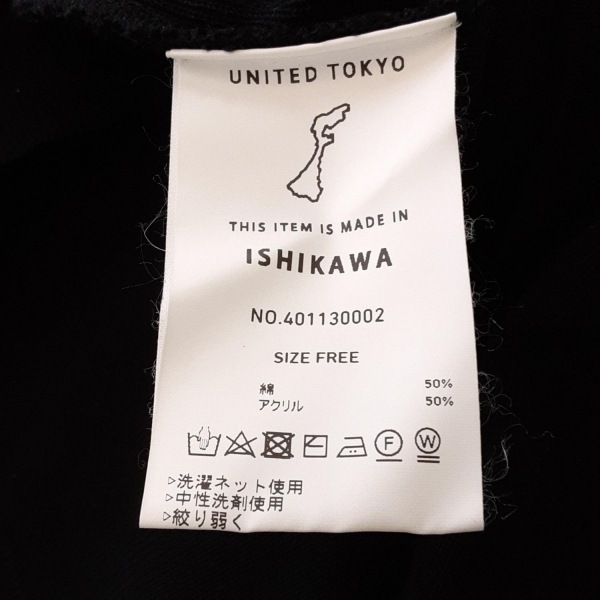 UNITED TOKYO
THIS ITEM IS MADE IN
ISHIKAWA
NO.401130002
SIZE FREE
綿 50%
アクリル 50%
F W
▷洗濯ネット使用
▷中性洗剤使用
▷絞り弱く